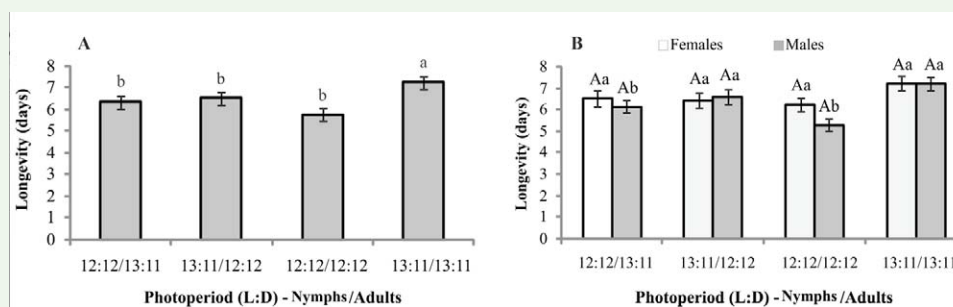 A
Longevity (days)
8
7
6
5
4
3
2
1
0
b
b
b
a
12:12/13:11 13:11/12:12 12:12/12:12 13:11/13:11
Photoperiod (L:D) - Nymphs/Adults
B
Females Males
Longevity (days)
8
7
6
5
4
3
2
1
0
Aa Ab Aa Aa Aa Ab Aa Aa
12:12/13:11 13:11/12:12 12:12/12:12 13:11/13:11
Photoperiod (L:D) - Nymphs/Adults